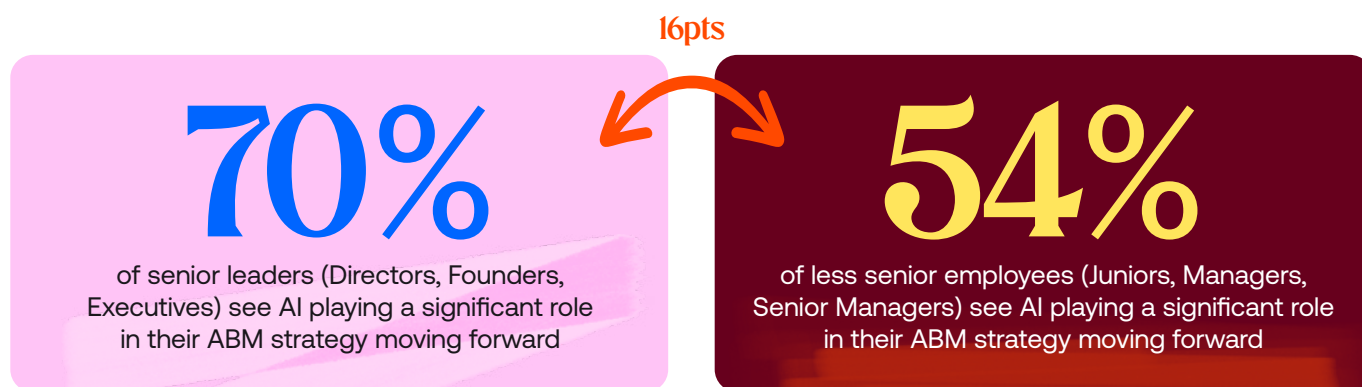 16pts
70%
of senior leaders (Directors, Founders,
Executives) see AI playing a significant role
in their ABM strategy moving forward
54%
of less senior employees (Juniors, Managers,
Senior Managers) see AI playing a significant role
in their ABM strategy moving forward